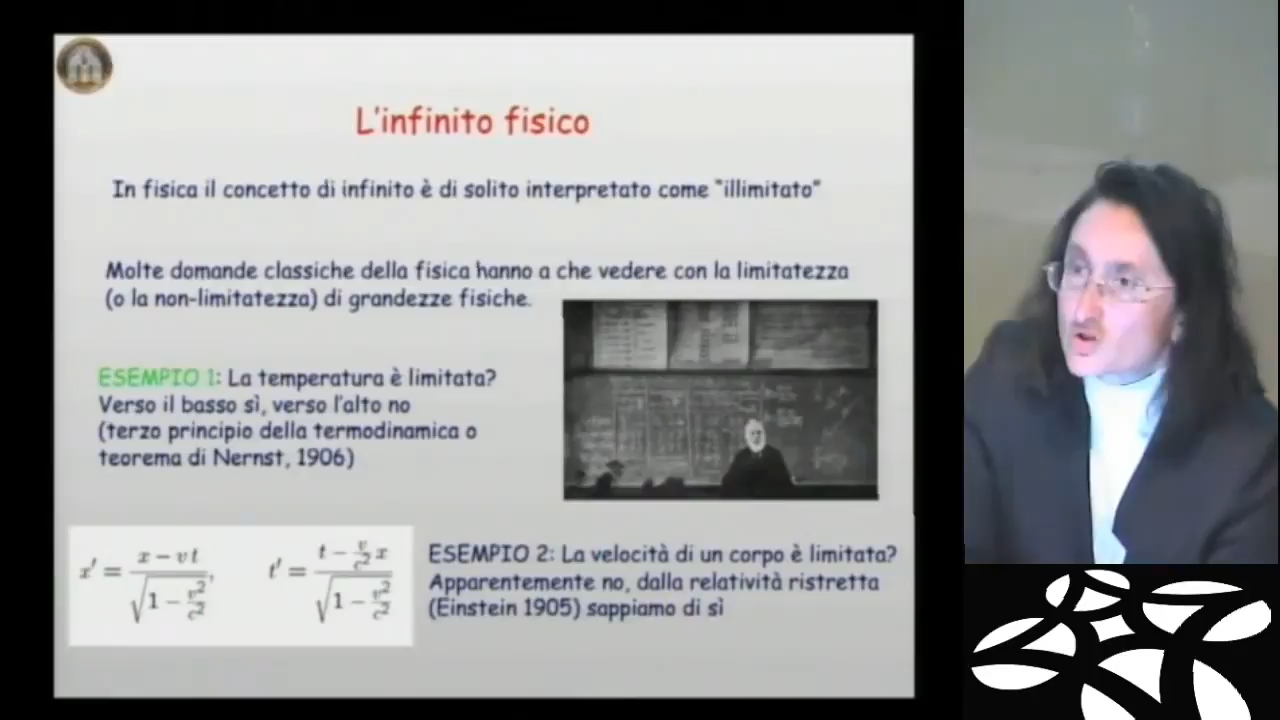 L'infinito fisico
In fisica il concetto di infinito è di solito interpretato come "illimitato"
Molte domande classiche della fisica hanno a che vedere con la limitatezza
(o la non-limitatezza) di grandezze fisiche.
ESEMPIO 1: La temperatura è limitata?
Verso il basso sì, verso l'alto no
(terzo principio della termodinamica o
teorema di Nernst, 1906)
x' = (x − v t) / √(1 − v²/c²),
t' = (t − v/c² x) / √(1 − v²/c²)
ESEMPIO 2: La velocità di un corpo è limitata?
Apparentemente no, dalla relatività ristretta
(Einstein 1905) sappiamo di sì